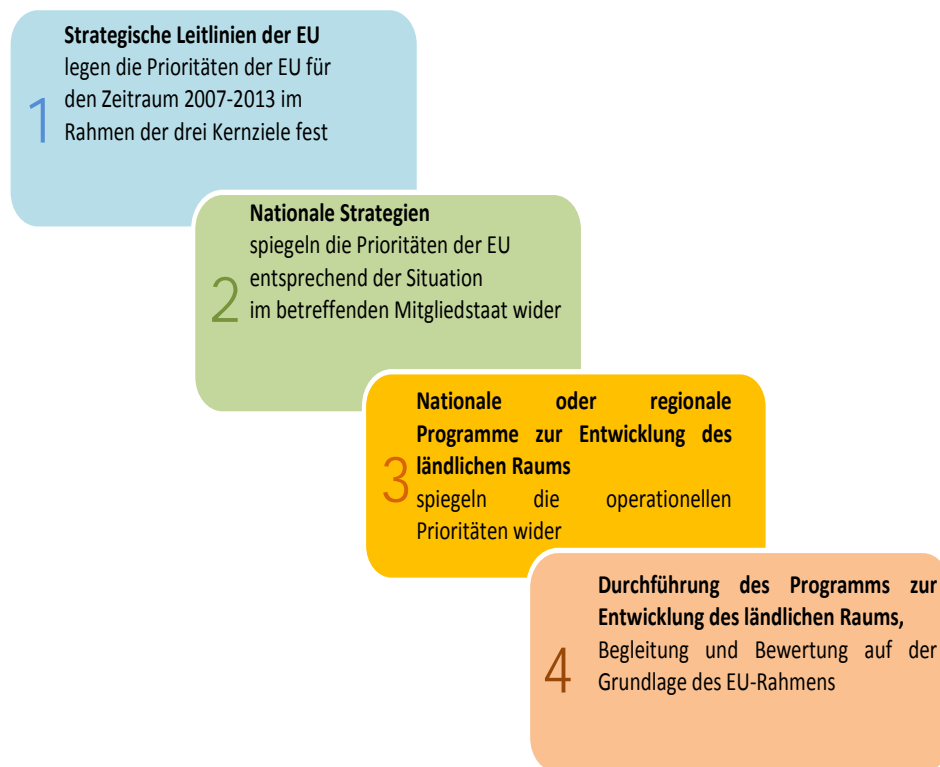 Strategische Leitlinien der EU
legen die Prioritäten der EU für
den Zeitraum 2007-2013 im
Rahmen der drei Kernziele fest
1
Nationale Strategien
spiegeln die Prioritäten der EU
entsprechend der Situation
im betreffenden Mitgliedstaat wider
2
Nationale oder regionale
Programme zur Entwicklung des
ländlichen Raums
spiegeln die operationellen
Prioritäten wider
3
Durchführung des Programms zur
Entwicklung des ländlichen Raums,
Begleitung und Bewertung auf der
Grundlage des EU-Rahmens
4